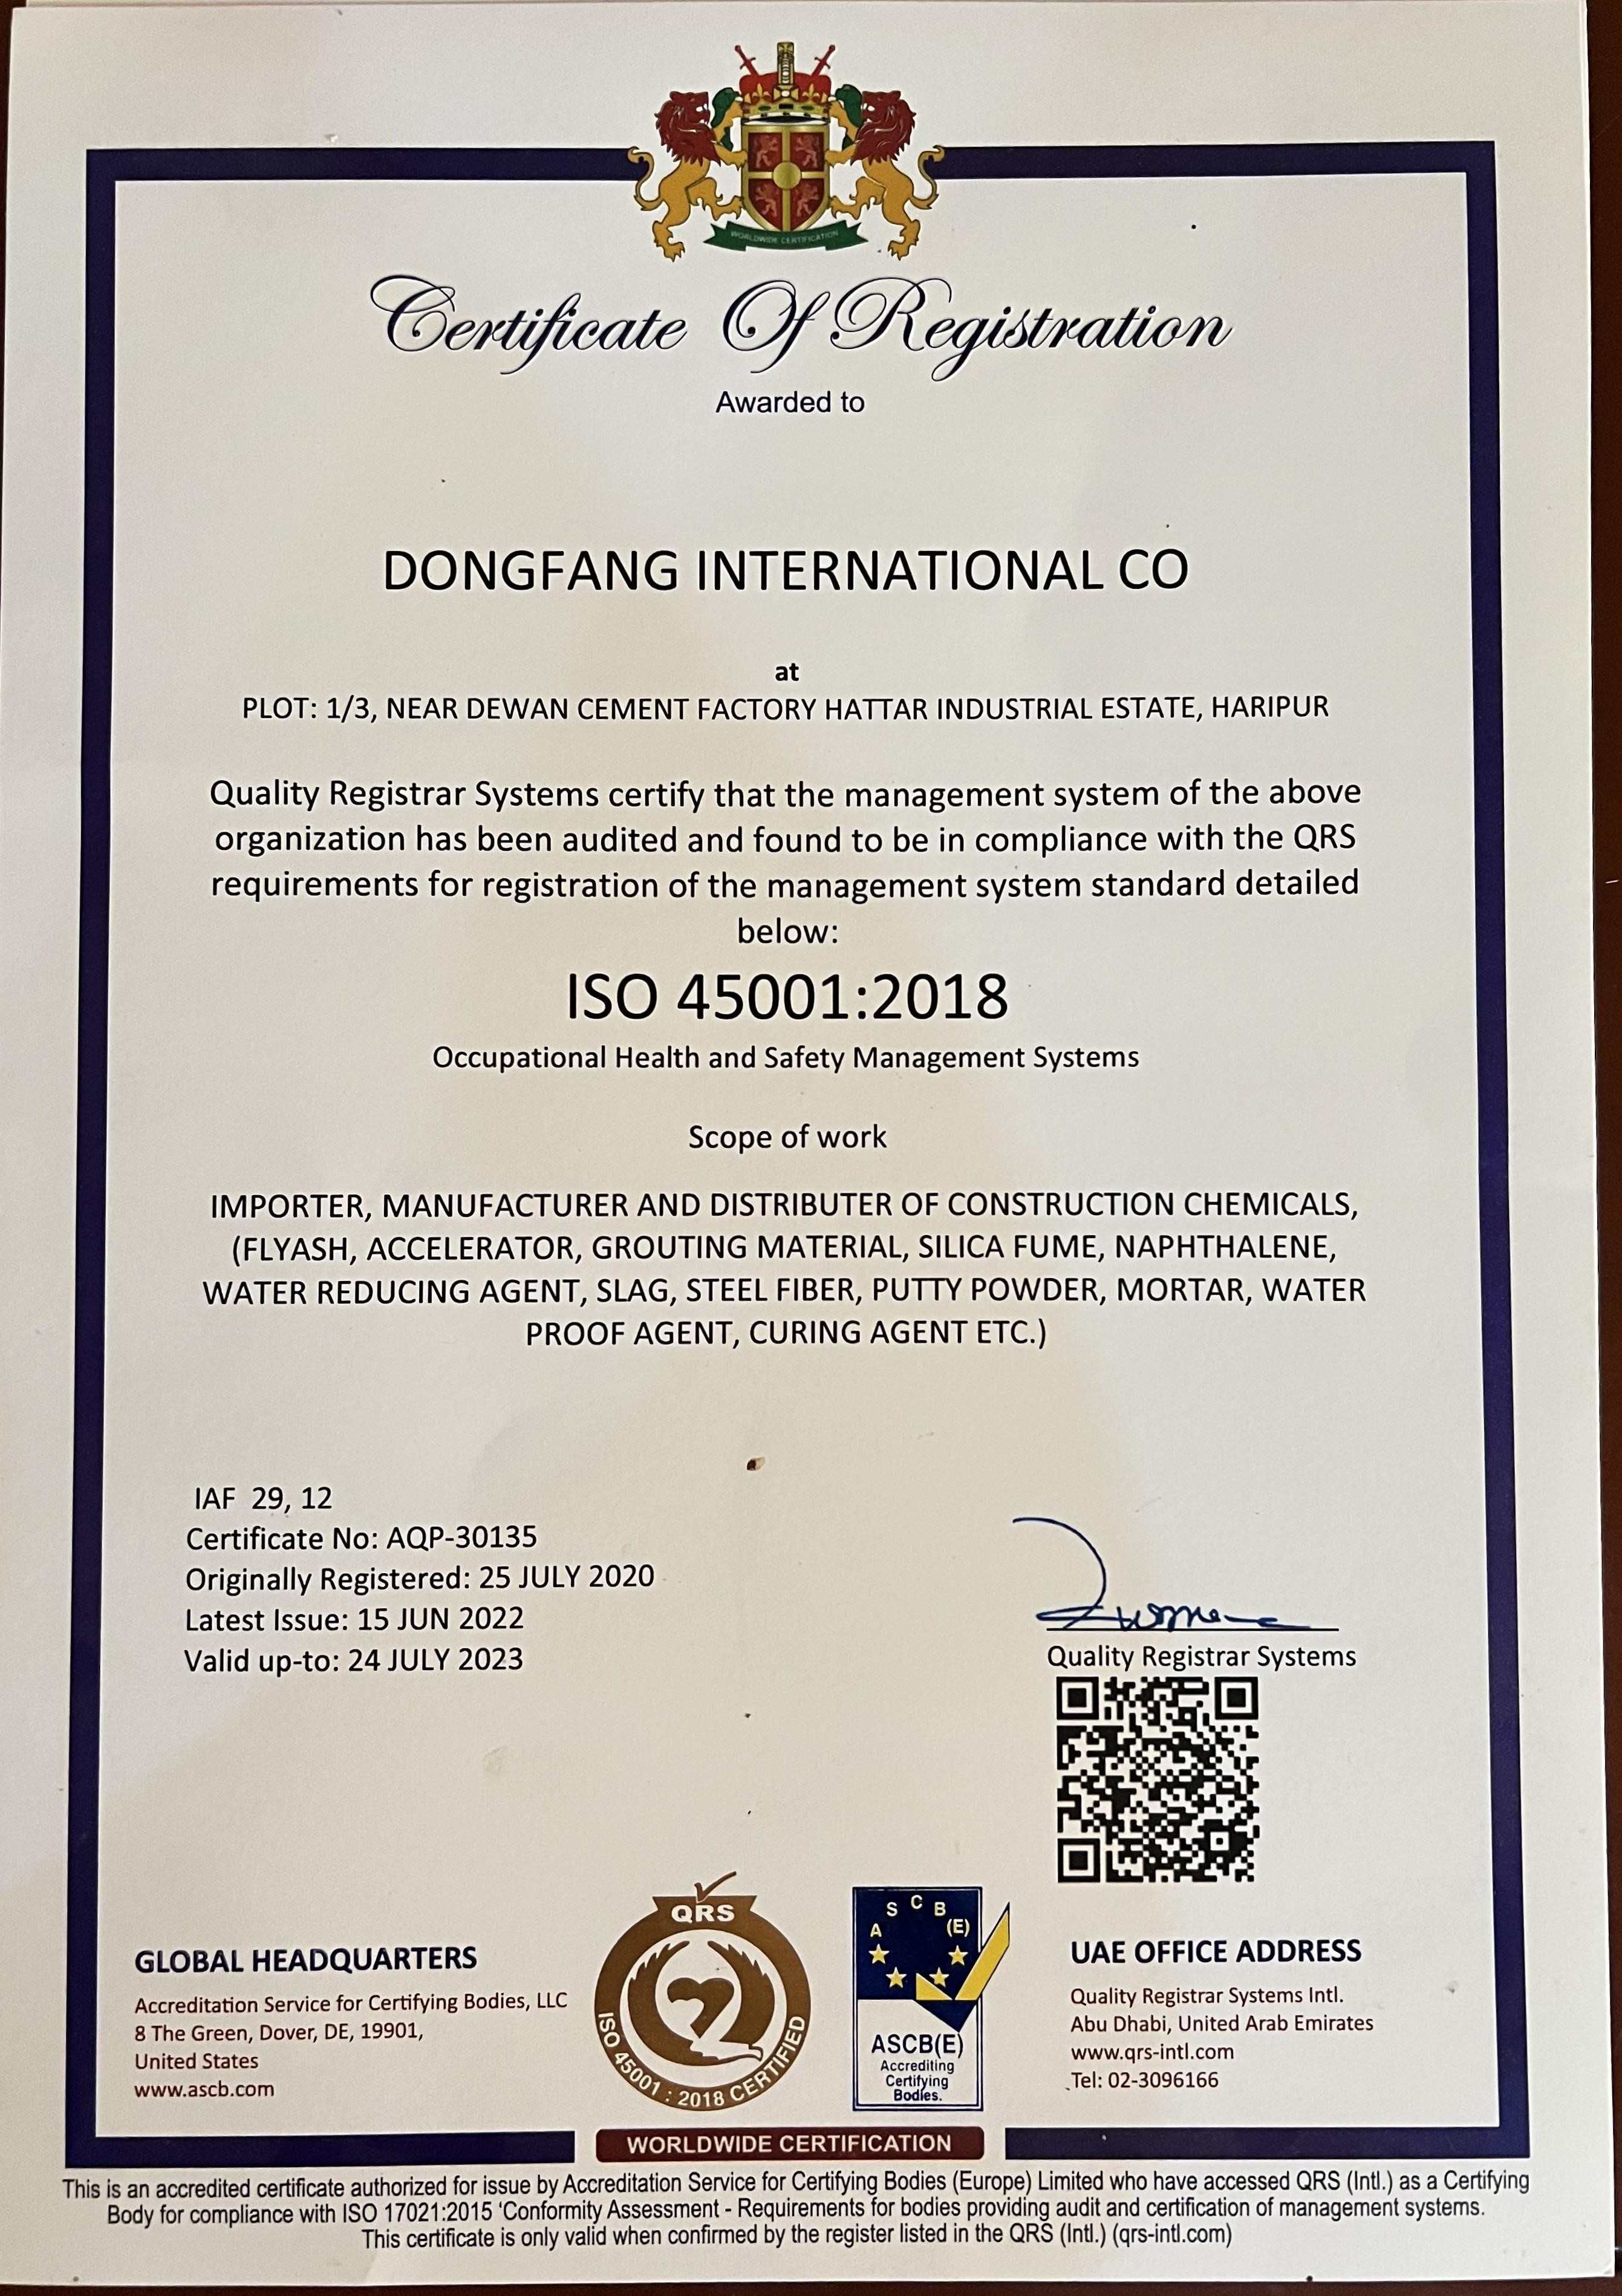 WORLDWIDE CERTIFICATION
Certificate Of Registration
Awarded to
DONGFANG INTERNATIONAL CO
at
PLOT: 1/3, NEAR DEWAN CEMENT FACTORY HATTAR INDUSTRIAL ESTATE, HARIPUR
Quality Registrar Systems certify that the management system of the above
organization has been audited and found to be in compliance with the QRS
requirements for registration of the management system standard detailed
below:
ISO 45001:2018
Occupational Health and Safety Management Systems
Scope of work
IMPORTER, MANUFACTURER AND DISTRIBUTER OF CONSTRUCTION CHEMICALS,
(FLYASH, ACCELERATOR, GROUTING MATERIAL, SILICA FUME, NAPHTHALENE,
WATER REDUCING AGENT, SLAG, STEEL FIBER, PUTTY POWDER, MORTAR, WATER
PROOF AGENT, CURING AGENT ETC.)
IAF 29, 12
Certificate No: AQP-30135
Originally Registered: 25 JULY 2020
Latest Issue: 15 JUN 2022
Valid up-to: 24 JULY 2023
Quality Registrar Systems
GLOBAL HEADQUARTERS
Accreditation Service for Certifying Bodies, LLC
8 The Green, Dover, DE, 19901,
United States
www.ascb.com
QRS
ISO 45001 : 2018 CERTIFIED
A S C B (E)
ASCB(E)
Accrediting
Certifying
Bodies.
UAE OFFICE ADDRESS
Quality Registrar Systems Intl.
Abu Dhabi, United Arab Emirates
www.qrs-intl.com
Tel: 02-3096166
WORLDWIDE CERTIFICATION
This is an accredited certificate authorized for issue by Accreditation Service for Certifying Bodies (Europe) Limited who have accessed QRS (Intl.) as a Certifying
Body for compliance with ISO 17021:2015 ‘Conformity Assessment - Requirements for bodies providing audit and certification of management systems.
This certificate is only valid when confirmed by the register listed in the QRS (Intl.) (qrs-intl.com)